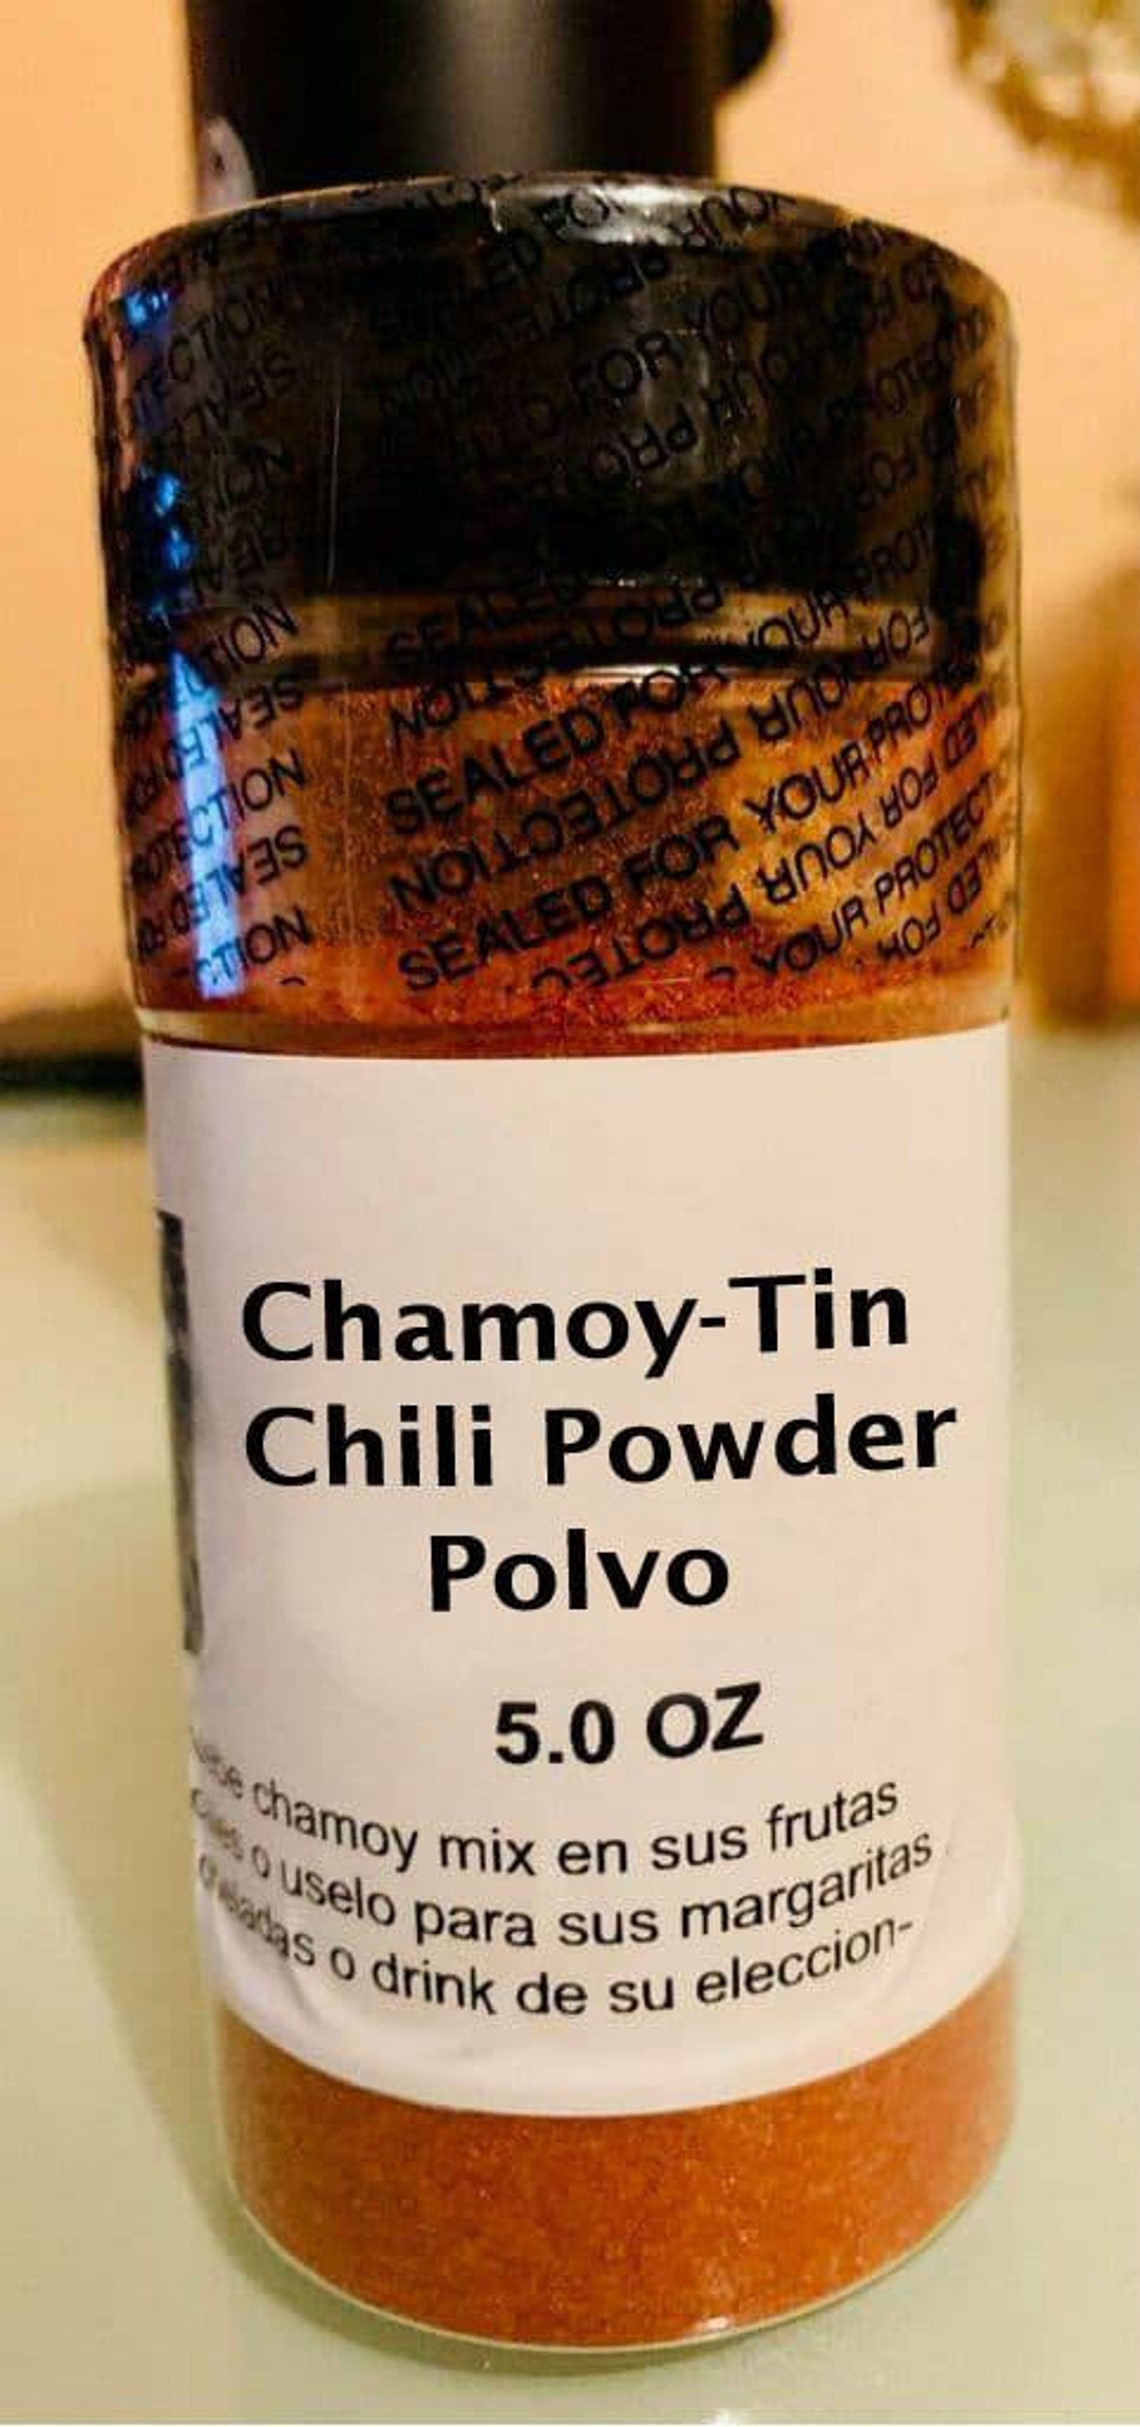 SEALED FOR YOUR PROTECTION
SEALED FOR YOUR PROTECTION
Chamoy-Tin
Chili Powder
Polvo
5.0 OZ
chamoy mix en sus frutas
o uselo para sus margaritas
o drink de su eleccion-